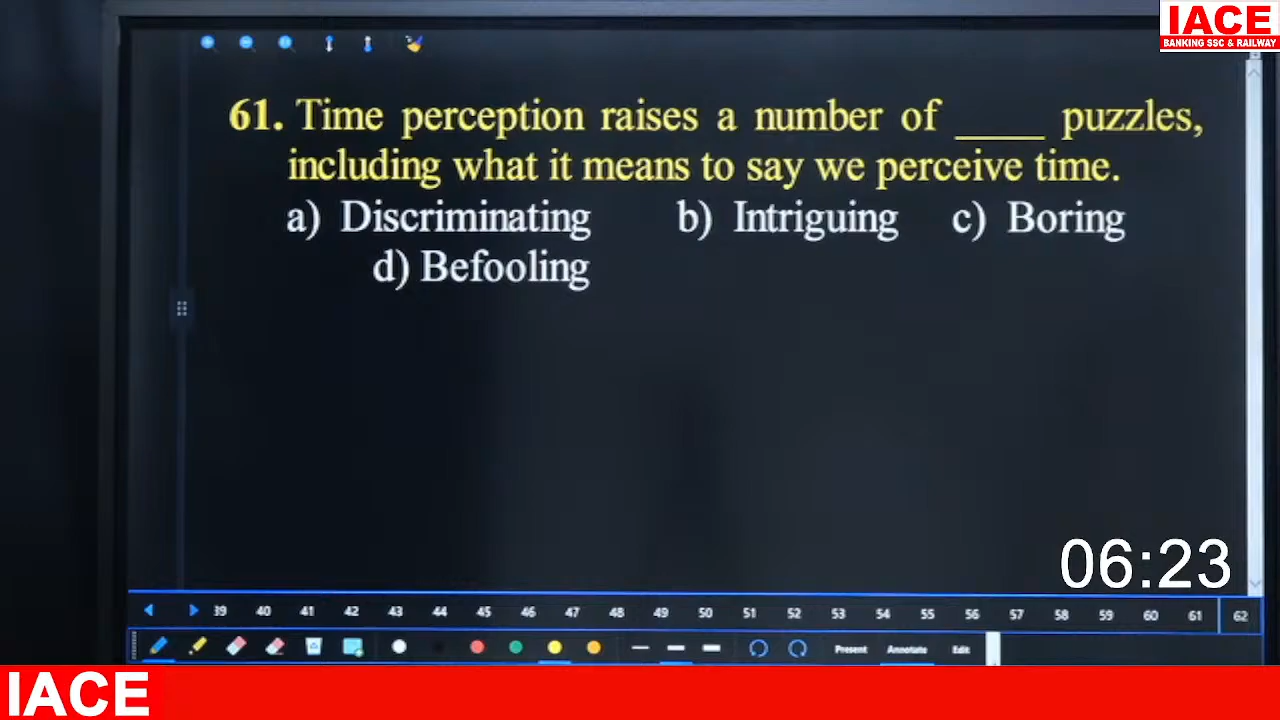 IACE
BANKING SSC & RAILWAY
61. Time perception raises a number of ____ puzzles,
including what it means to say we perceive time.
a) Discriminating b) Intriguing c) Boring
d) Befooling
06:23
39 40 41 42 43 44 45 46 47 48 49 50 51 52 53 54 55 56 57 58 59 60 61 62
Present Annotate Edit
IACE